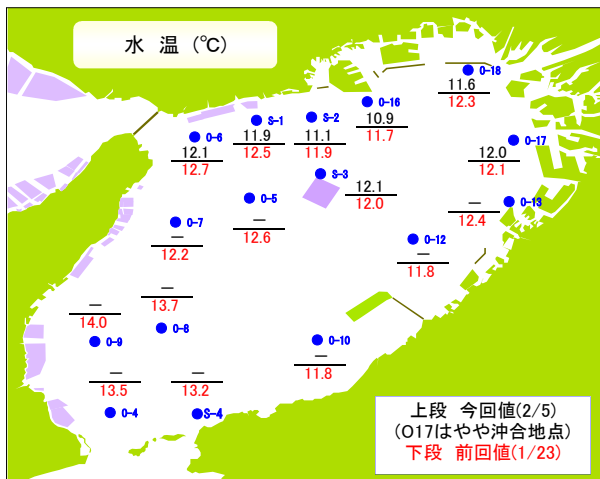 水 温 (℃)
O-18
11.6
12.3
O-16
10.9
11.7
S-2
11.1
11.9
S-1
11.9
12.5
O-6
12.1
12.7
O-17
12.0
12.1
S-3
12.1
12.0
O-5
—
12.6
O-13
—
12.4
O-7
—
12.2
O-12
—
11.8
—
13.7
O-8
—
14.0
O-9
O-10
—
11.8
—
13.5
O-4
—
13.2
S-4
上段 今回値(2/5)
(O17はやや沖合地点)
下段 前回値(1/23)